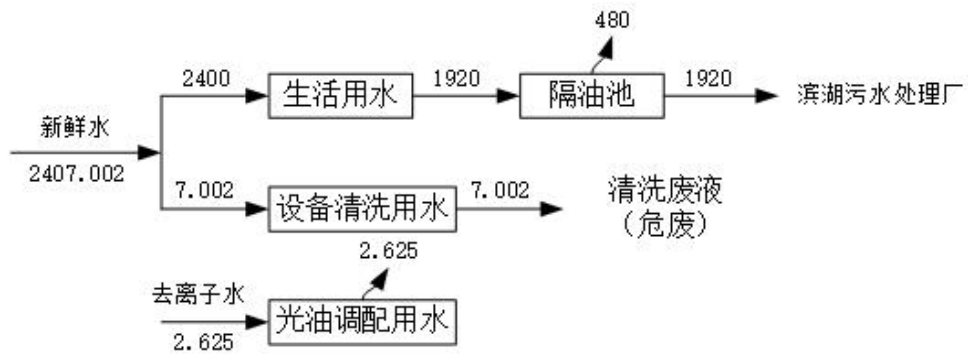 480
2400
生活用水
1920
隔油池
1920
滨湖污水处理厂
新鲜水
2407.002
7.002
设备清洗用水
7.002
清洗废液
（危废）
2.625
去离子水
2.625
光油调配用水